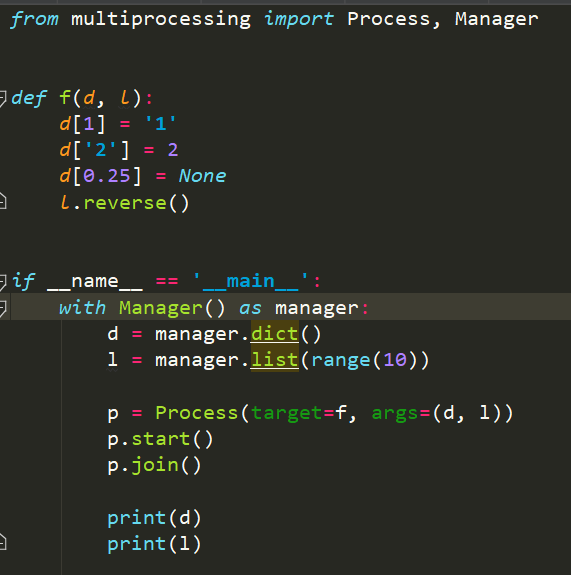 from multiprocessing import Process, Manager
def f(d, l):
    d[1] = '1'
    d['2'] = 2
    d[0.25] = None
    l.reverse()
if __name__ == '__main__':
    with Manager() as manager:
        d = manager.dict()
        l = manager.list(range(10))
        p = Process(target=f, args=(d, l))
        p.start()
        p.join()
        print(d)
        print(l)